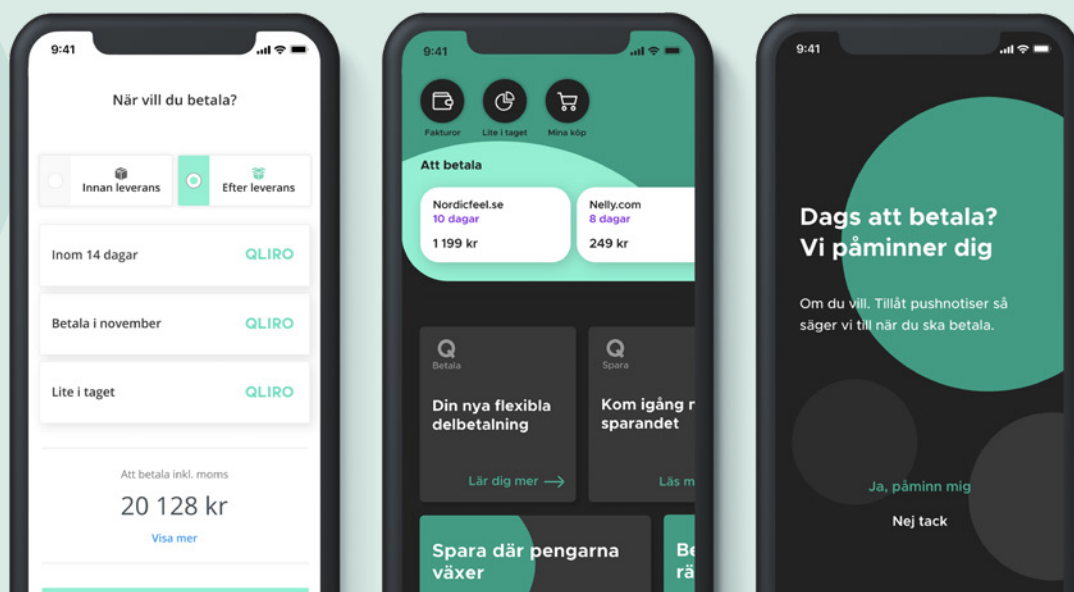 9:41
När vill du betala?
Innan leverans
Efter leverans
Inom 14 dagar
QLIRO
Betala i november
QLIRO
Lite i taget
QLIRO
Att betala inkl. moms
20 128 kr
Visa mer
9:41
Fakturor
Lite i taget
Mina köp
Att betala
Nordicfeel.se
10 dagar
1 199 kr
Nelly.com
8 dagar
249 kr
Q
Betala
Din nya flexibla
delbetalning
Lär dig mer →
Q
Spara
Kom igång
sparandet
Läs
Spara där pengarna
växer
9:41
Dags att betala?
Vi påminner dig
Om du vill. Tillåt pushnotiser så
säger vi till när du ska betala.
Ja, påminn mig
Nej tack